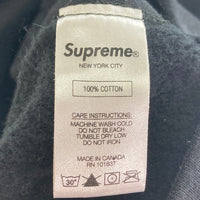 Supreme®
NEW YORK CITY
100% COTTON
CARE INSTRUCTIONS:
MACHINE WASH COLD
DO NOT BLEACH
TUMBLE DRY LOW
DO NOT IRON
MADE IN CANADA
RN 101837
30°